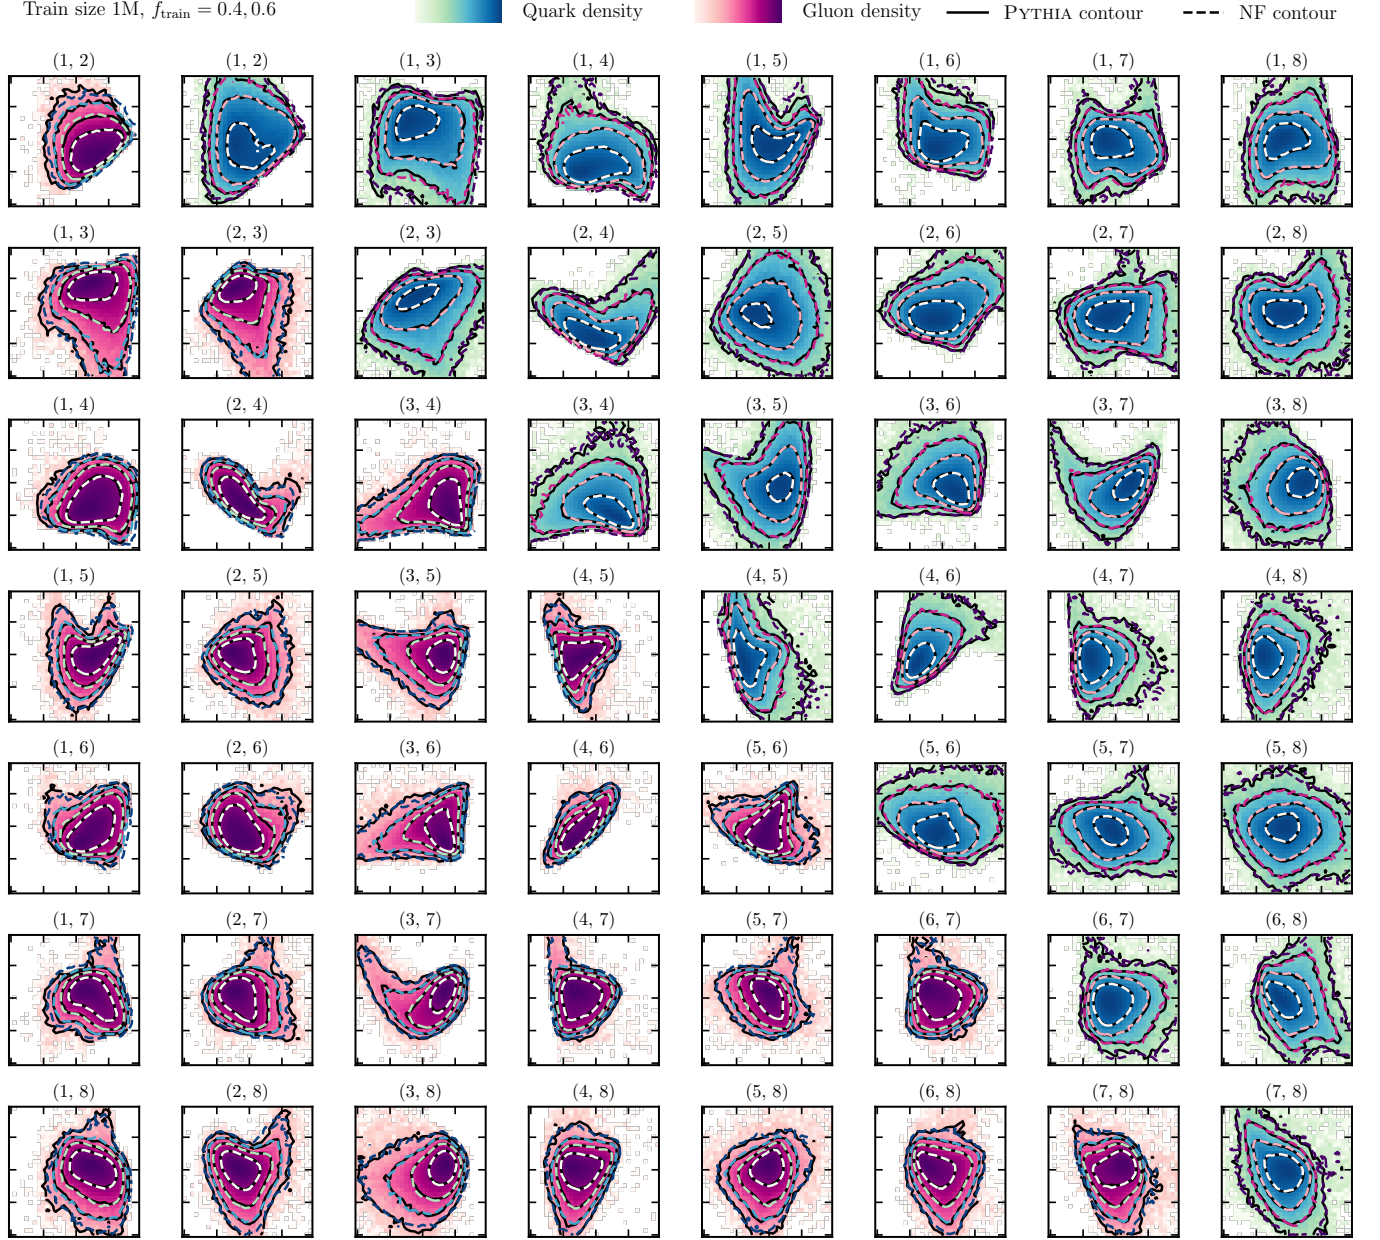 Train size 1M, f_train = 0.4, 0.6 Quark density Gluon density PYTHIA contour NF contour
(1, 2) (1, 2) (1, 3) (1, 4) (1, 5) (1, 6) (1, 7) (1, 8)
(1, 3) (2, 3) (2, 3) (2, 4) (2, 5) (2, 6) (2, 7) (2, 8)
(1, 4) (2, 4) (3, 4) (3, 4) (3, 5) (3, 6) (3, 7) (3, 8)
(1, 5) (2, 5) (3, 5) (4, 5) (4, 5) (4, 6) (4, 7) (4, 8)
(1, 6) (2, 6) (3, 6) (4, 6) (5, 6) (5, 6) (5, 7) (5, 8)
(1, 7) (2, 7) (3, 7) (4, 7) (5, 7) (6, 7) (6, 7) (6, 8)
(1, 8) (2, 8) (3, 8) (4, 8) (5, 8) (6, 8) (7, 8) (7, 8)